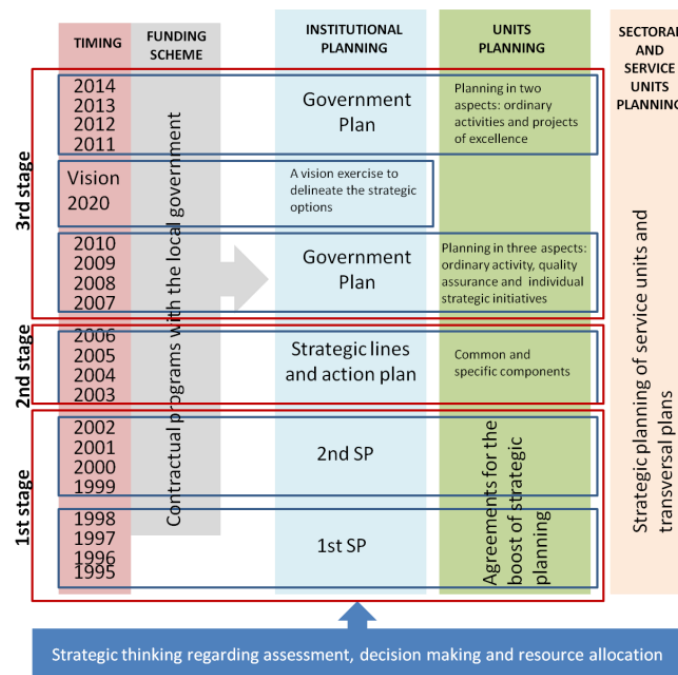 TIMING
FUNDING
SCHEME
INSTITUTIONAL
PLANNING
UNITS
PLANNING
SECTORAL
AND
SERVICE
UNITS
PLANNING
3rd stage
2014
2013
2012
2011
Government
Plan
Planning in two
aspects: ordinary
activities and projects
of excellence
Vision
2020
A vision exercise to
delineate the strategic
options
2010
2009
2008
2007
Government
Plan
Planning in three aspects:
ordinary activity, quality
assurance and individual
strategic initiatives
2nd stage
2006
2005
2004
2003
Strategic lines
and action plan
Common and
specific components
1st stage
2002
2001
2000
1999
2nd SP
1998
1997
1996
1995
1st SP
Contractual programs with the local government
Agreements for the
boost of strategic
planning
Strategic planning of service units and
transversal plans
Strategic thinking regarding assessment, decision making and resource allocation